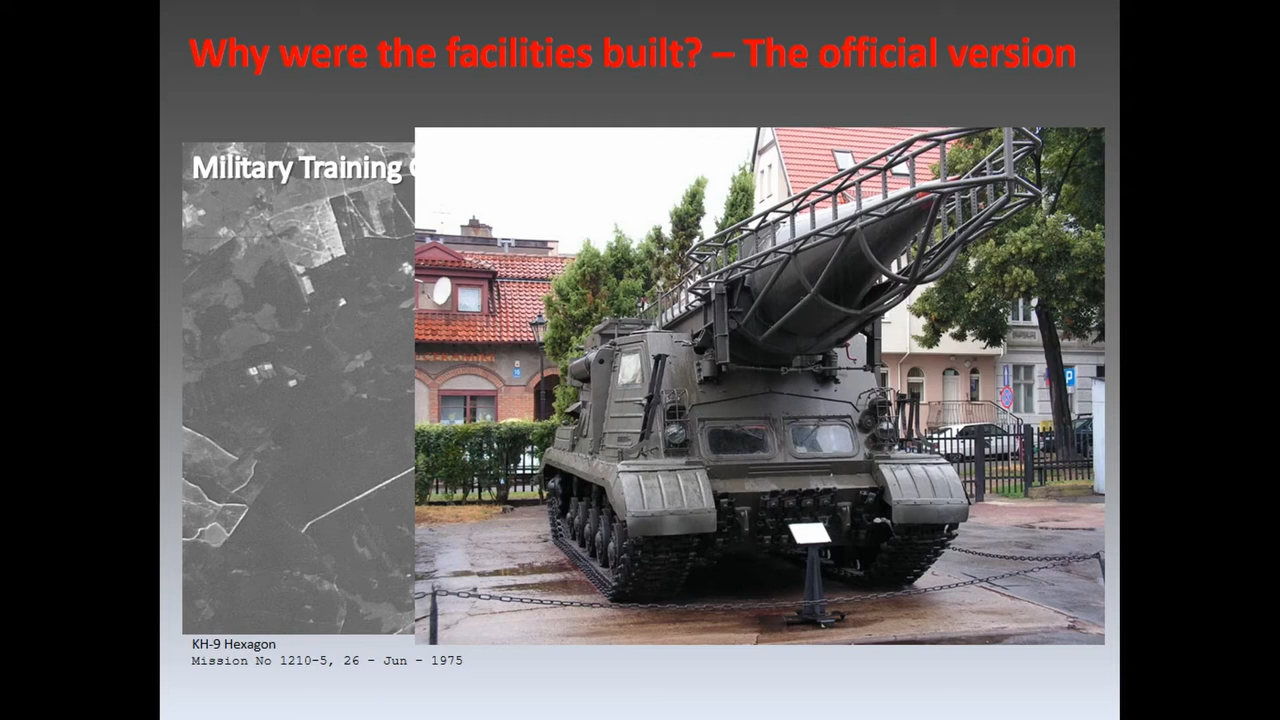 Why were the facilities built? – The official version
Military Training
KH-9 Hexagon
Mission No 1210-5, 26 - Jun - 1975
P